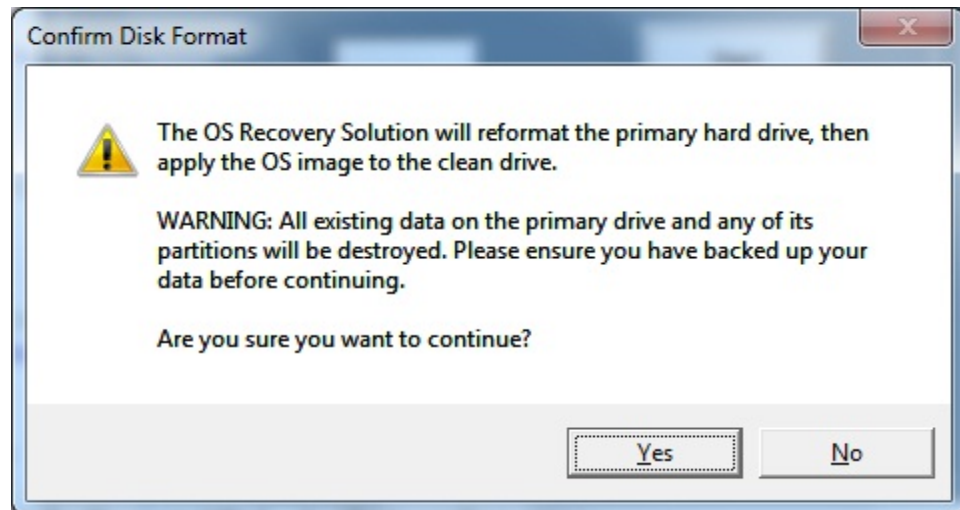 Confirm Disk Format
The OS Recovery Solution will reformat the primary hard drive, then
apply the OS image to the clean drive.
WARNING: All existing data on the primary drive and any of its
partitions will be destroyed. Please ensure you have backed up your
data before continuing.
Are you sure you want to continue?
Yes
No